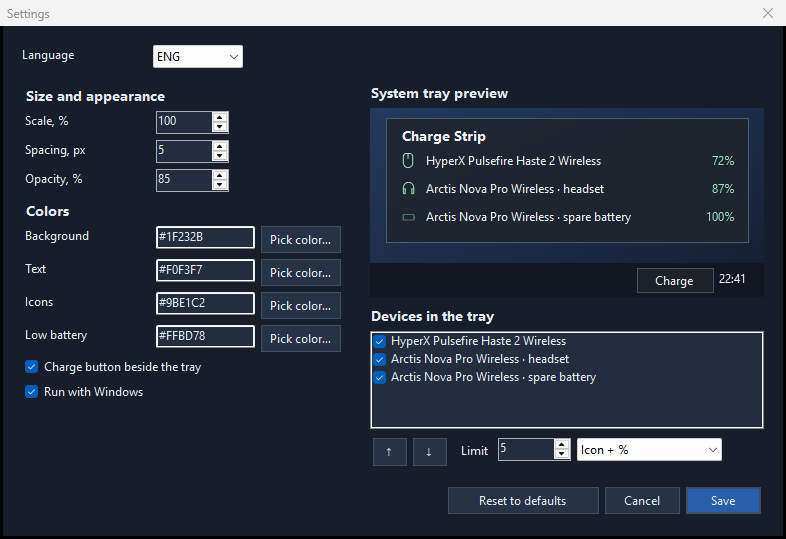 Settings
Language
ENG
Size and appearance
Scale, %
100
Spacing, px
5
Opacity, %
85
Colors
Background
#1F232B
Pick color...
Text
#F0F3F7
Pick color...
Icons
#9BE1C2
Pick color...
Low battery
#FFBD78
Pick color...
Charge button beside the tray
Run with Windows
System tray preview
Charge Strip
HyperX Pulsefire Haste 2 Wireless 72%
Arctis Nova Pro Wireless · headset 87%
Arctis Nova Pro Wireless · spare battery 100%
Charge 22:41
Devices in the tray
HyperX Pulsefire Haste 2 Wireless
Arctis Nova Pro Wireless · headset
Arctis Nova Pro Wireless · spare battery
↑ ↓ Limit 5 Icon + %
Reset to defaults Cancel Save